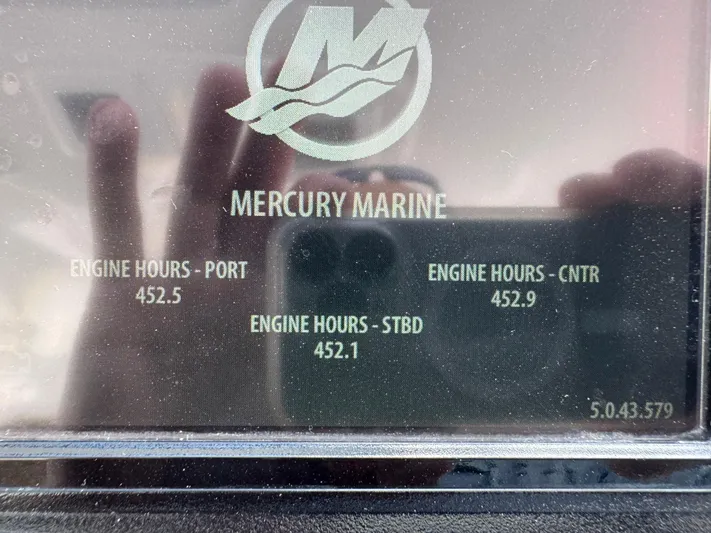 MERCURY MARINE
ENGINE HOURS - PORT
452.5
ENGINE HOURS - CNTR
452.9
ENGINE HOURS - STBD
452.1
5.0.43.579